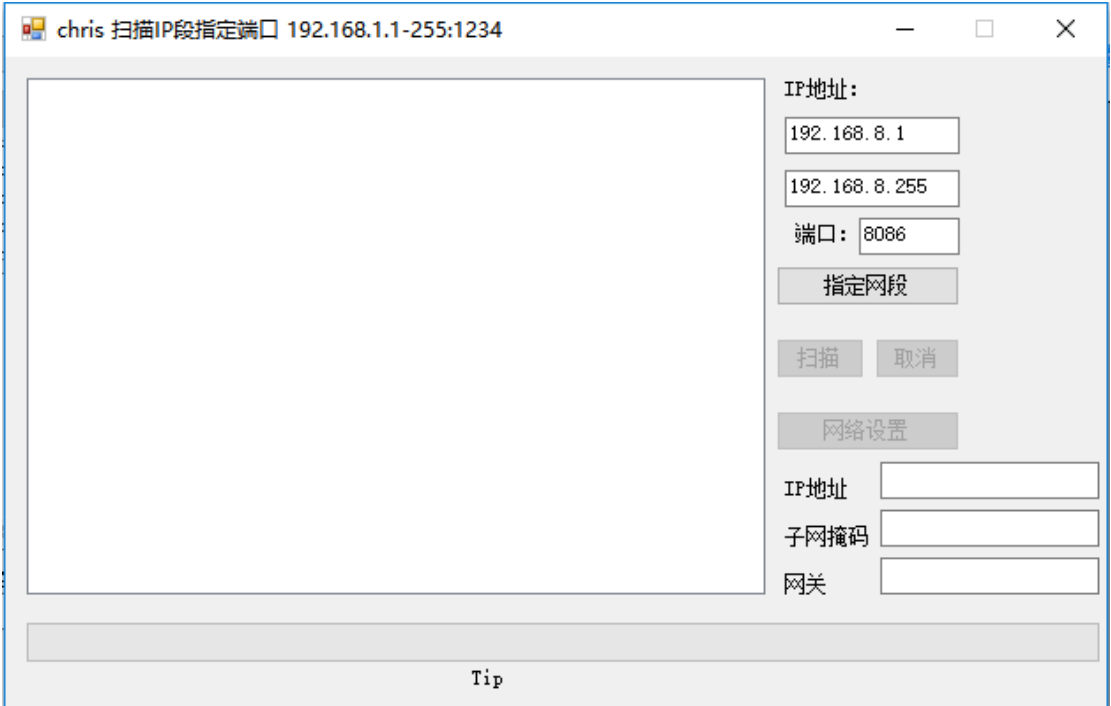 chris 扫描IP段指定端口 192.168.1.1-255:1234
IP地址：
192.168.8.1
192.168.8.255
端口： 8086
指定网段
扫描 取消
网络设置
IP地址
子网掩码
网关
Tip